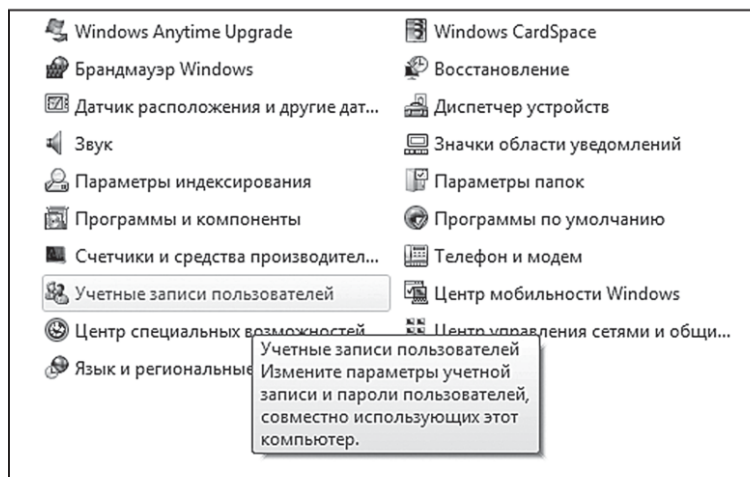 Windows Anytime Upgrade
Windows CardSpace
Брандмауэр Windows
Восстановление
Датчик расположения и другие дат...
Диспетчер устройств
Звук
Значки области уведомлений
Параметры индексирования
Параметры папок
Программы и компоненты
Программы по умолчанию
Счетчики и средства производител...
Телефон и модем
Учетные записи пользователей
Центр мобильности Windows
Центр специальных возможностей
Центр управления сетями и общи...
Язык и региональные
Учетные записи пользователей
Измените параметры учетной
записи и пароли пользователей,
совместно использующих этот
компьютер.